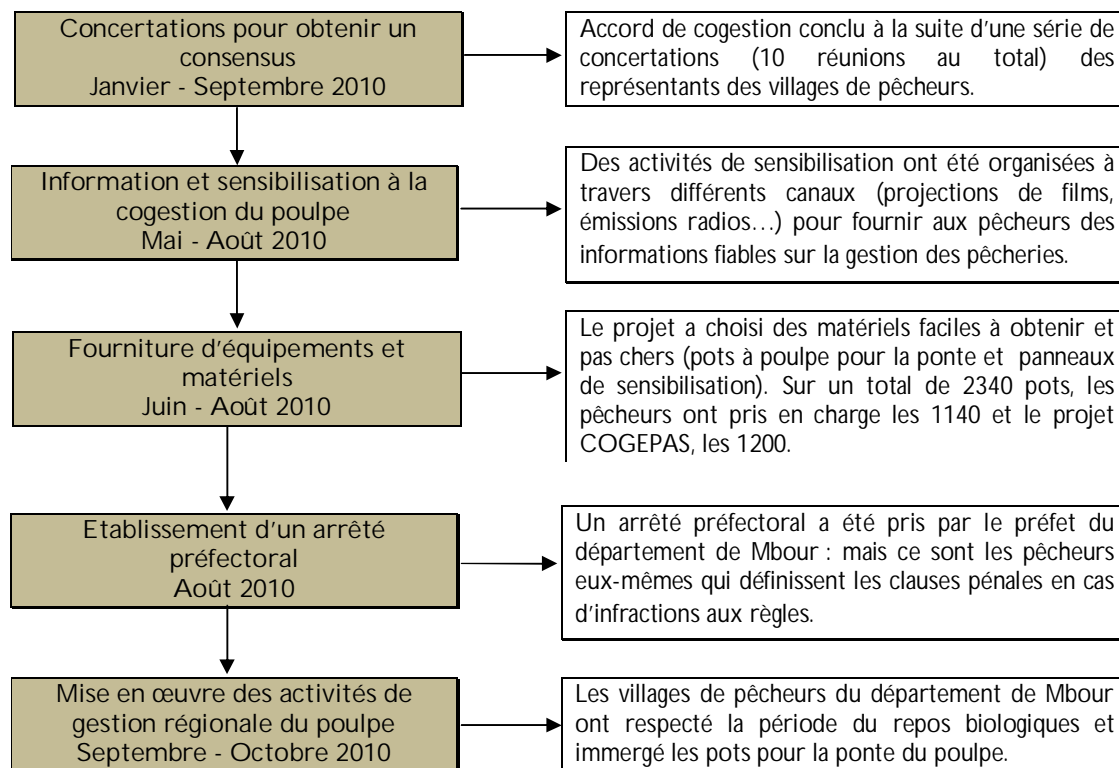 Concertations pour obtenir un
consensus
Janvier - Septembre 2010
Accord de cogestion conclu à la suite d'une série de
concertations (10 réunions au total) des
représentants des villages de pêcheurs.
Information et sensibilisation à la
cogestion du poulpe
Mai - Août 2010
Des activités de sensibilisation ont été organisées à
travers différents canaux (projections de films,
émissions radios…) pour fournir aux pêcheurs des
informations fiables sur la gestion des pêcheries.
Fourniture d'équipements et
matériels
Juin - Août 2010
Le projet a choisi des matériels faciles à obtenir et
pas chers (pots à poulpe pour la ponte et panneaux
de sensibilisation). Sur un total de 2340 pots, les
pêcheurs ont pris en charge les 1140 et le projet
COGEPAS, les 1200.
Etablissement d'un arrêté
préfectoral
Août 2010
Un arrêté préfectoral a été pris par le préfet du
département de Mbour : mais ce sont les pêcheurs
eux-mêmes qui définissent les clauses pénales en cas
d'infractions aux règles.
Mise en œuvre des activités de
gestion régionale du poulpe
Septembre - Octobre 2010
Les villages de pêcheurs du département de Mbour
ont respecté la période du repos biologiques et
immergé les pots pour la ponte du poulpe.